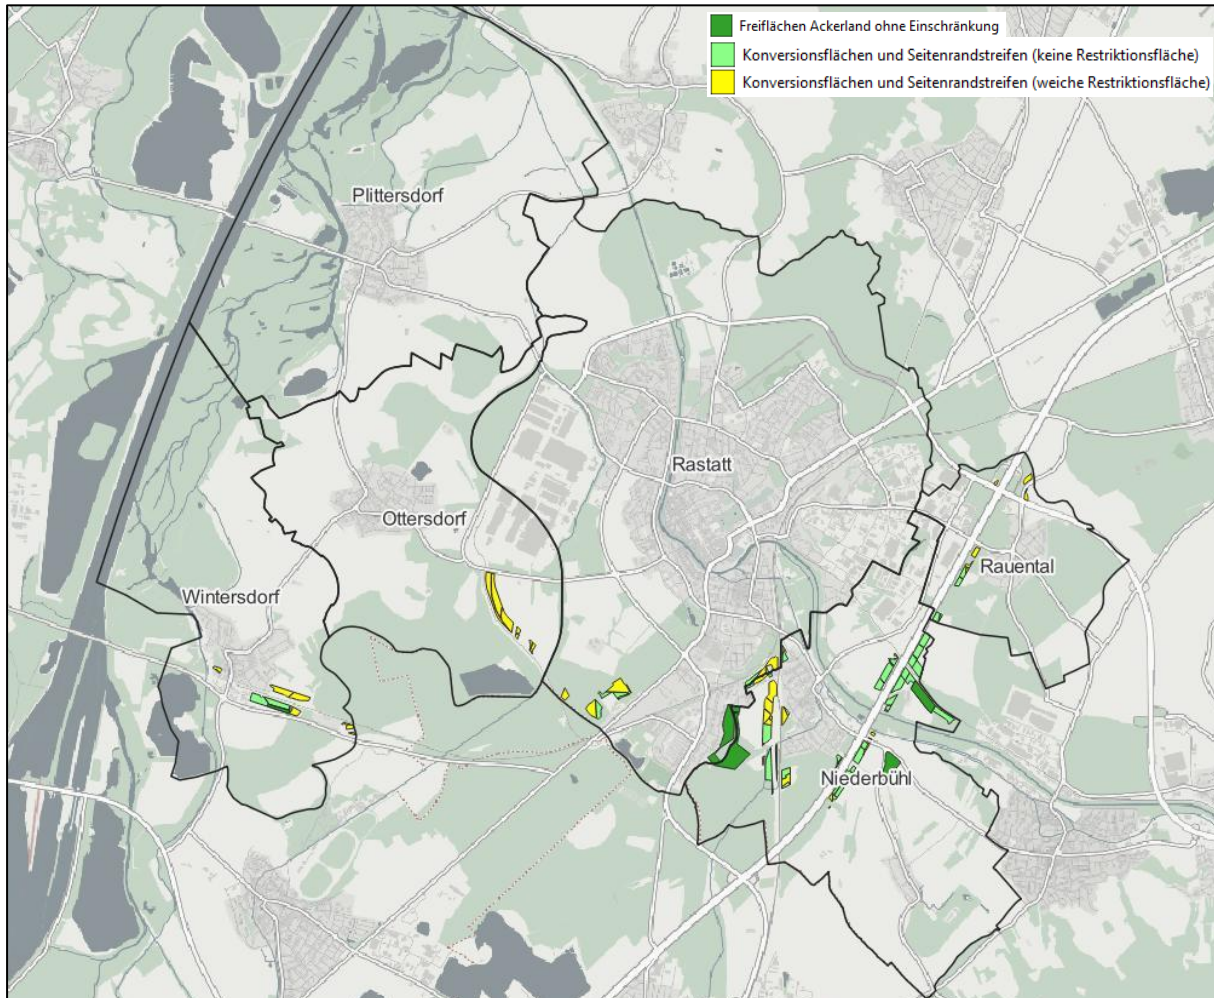 Freiflächen Ackerland ohne Einschränkung
Konversionsflächen und Seitenrandstreifen (keine Restriktionsfläche)
Konversionsflächen und Seitenrandstreifen (weiche Restriktionsfläche)
Plittersdorf
Rastatt
Ottersdorf
Rauental
Wintersdorf
Niederbühl